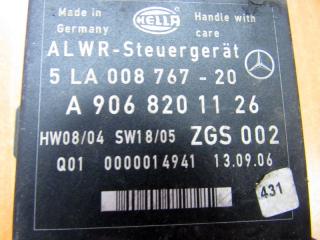 Made in Germany
HELLA
Handle with care
ALWR-Steuergerät
5 LA 008 767 - 20
A 906 820 11 26
HW08/04 SW18/05 ZGS 002
Q01 0000014941 13.09.06
431